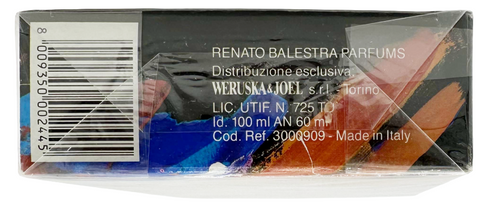 RENATO BALESTRA PARFUMS
Distribuzione esclusiva
WERUSKA&JOEL s.r.l - Torino
LIC. UTIF. N. 725 TO
Id. 100 ml AN 60 ml
Cod. Ref. 3000909 - Made in Italy
8 009350 002445